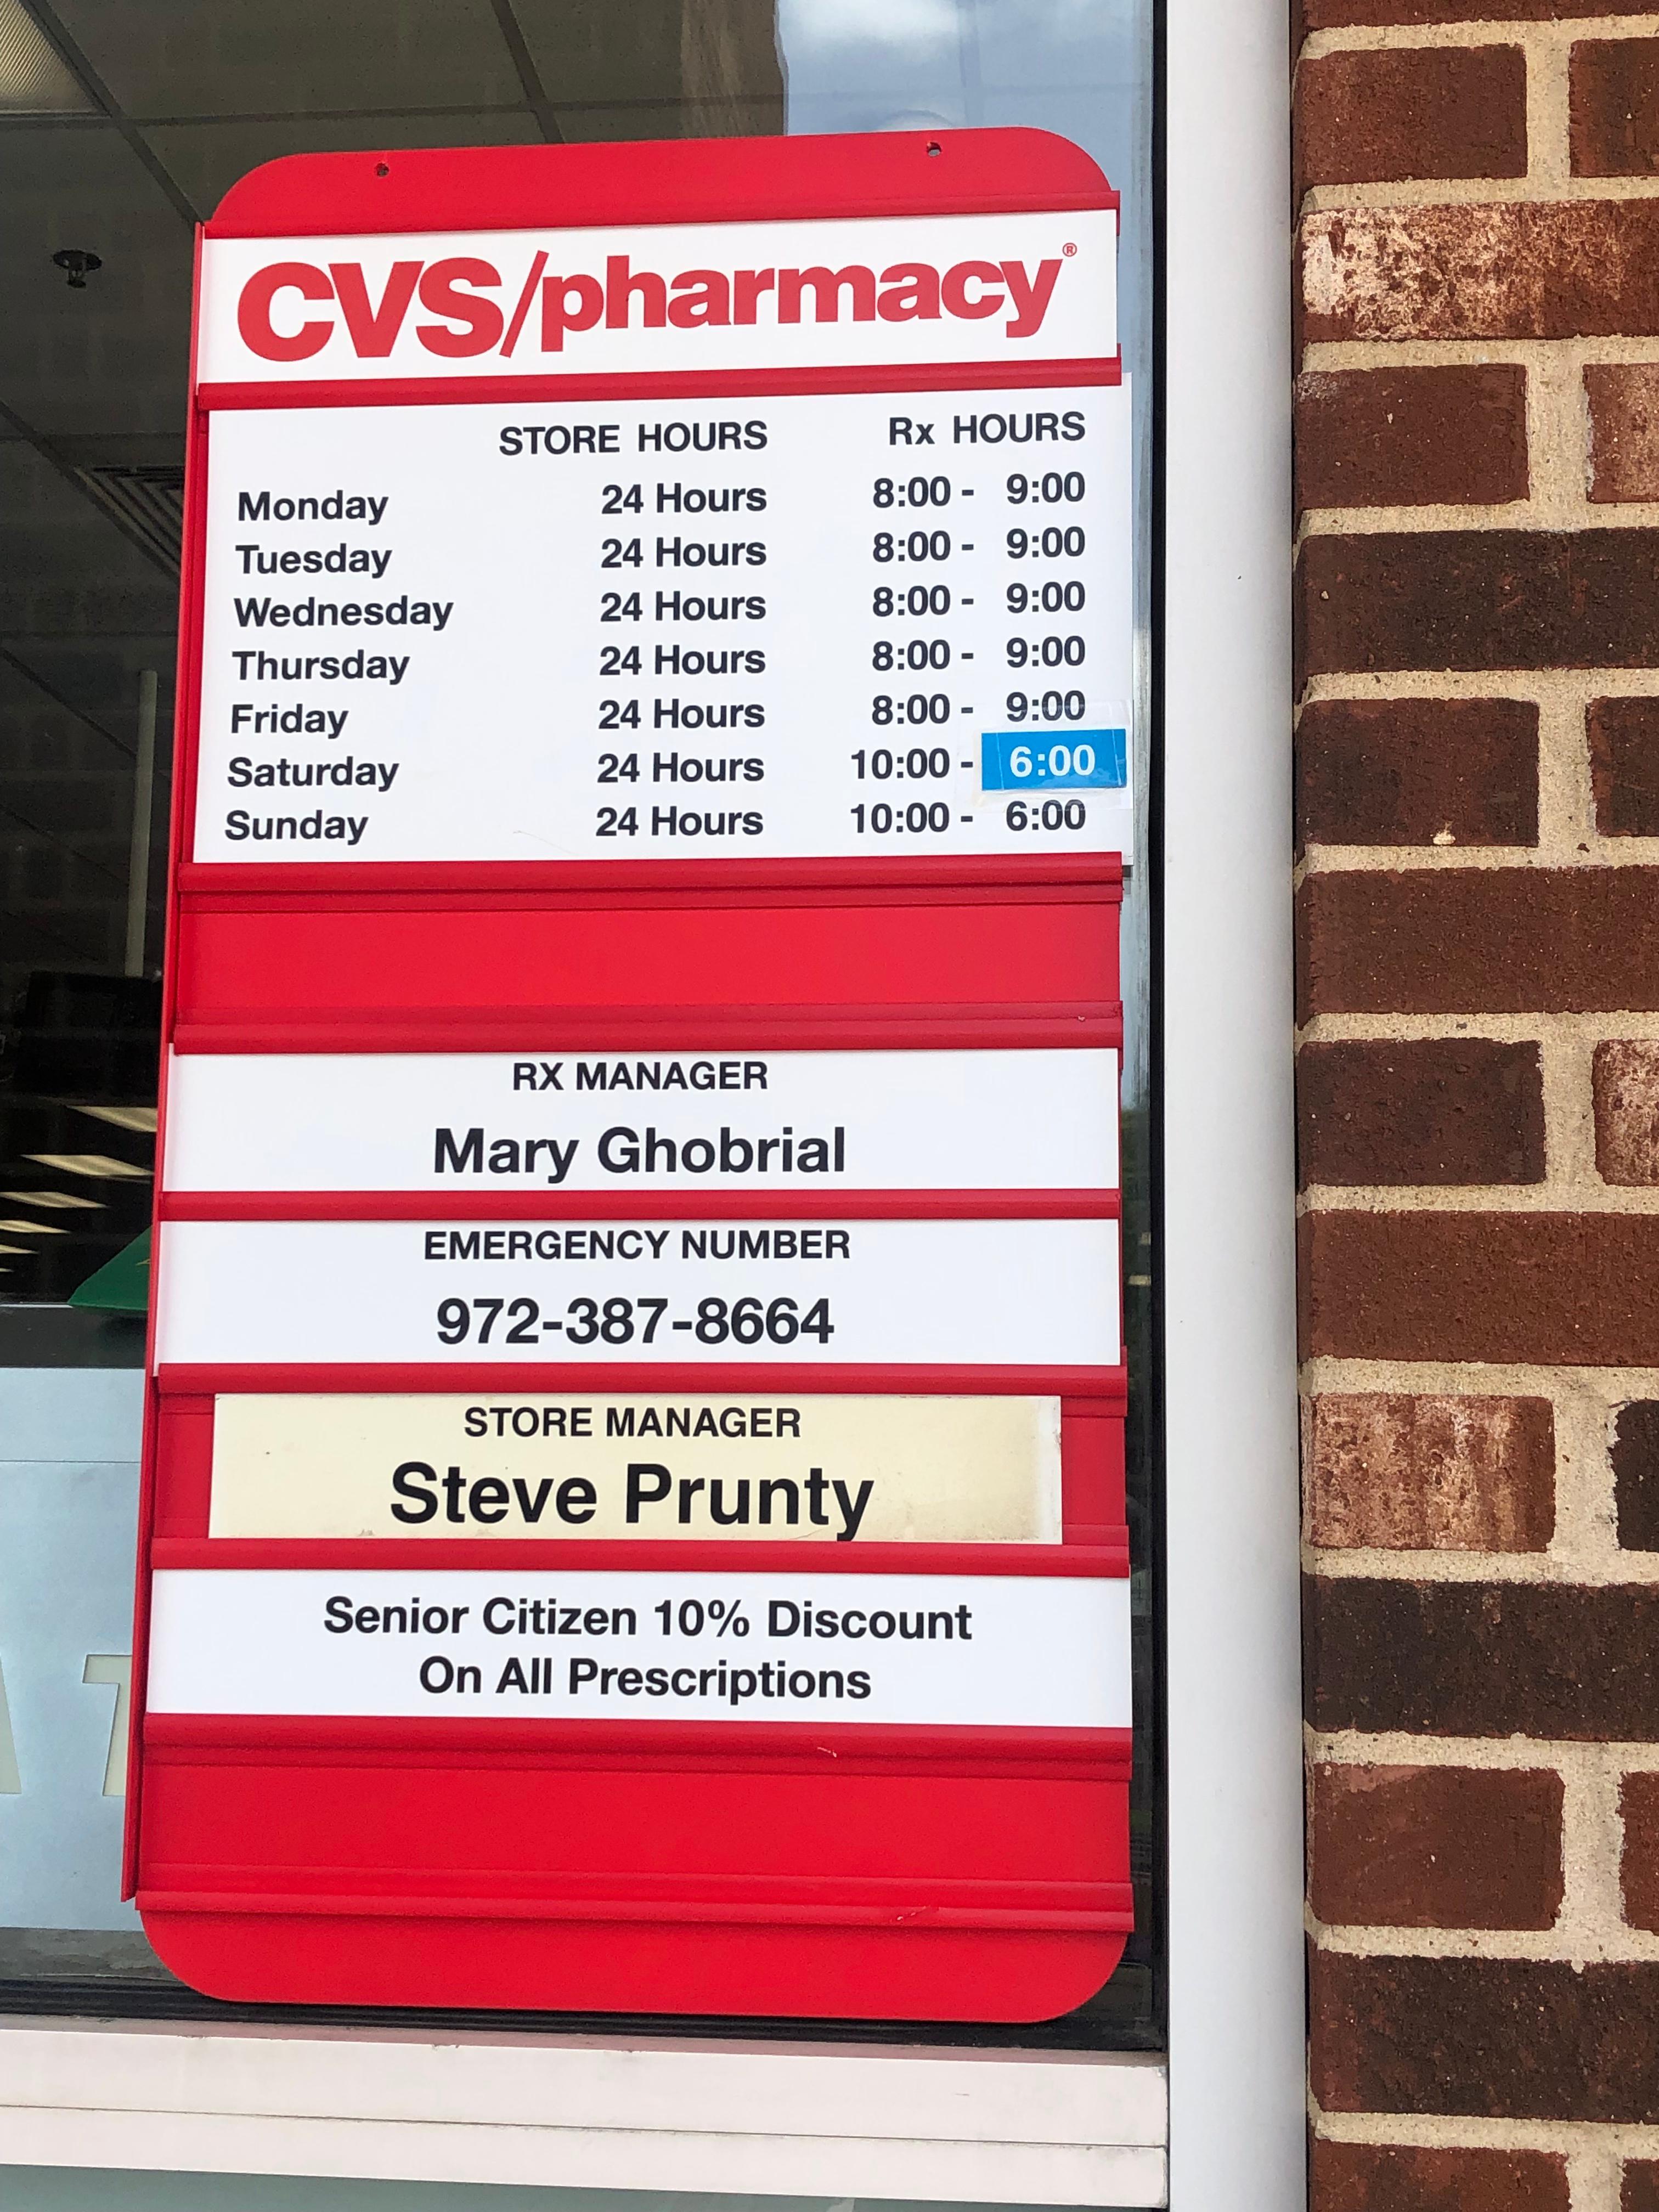 CVS/pharmacy®
STORE HOURS Rx HOURS
Monday 24 Hours 8:00 - 9:00
Tuesday 24 Hours 8:00 - 9:00
Wednesday 24 Hours 8:00 - 9:00
Thursday 24 Hours 8:00 - 9:00
Friday 24 Hours 8:00 - 9:00
Saturday 24 Hours 10:00 - 6:00
Sunday 24 Hours 10:00 - 6:00
RX MANAGER
Mary Ghobrial
EMERGENCY NUMBER
972-387-8664
STORE MANAGER
Steve Prunty
Senior Citizen 10% Discount
On All Prescriptions